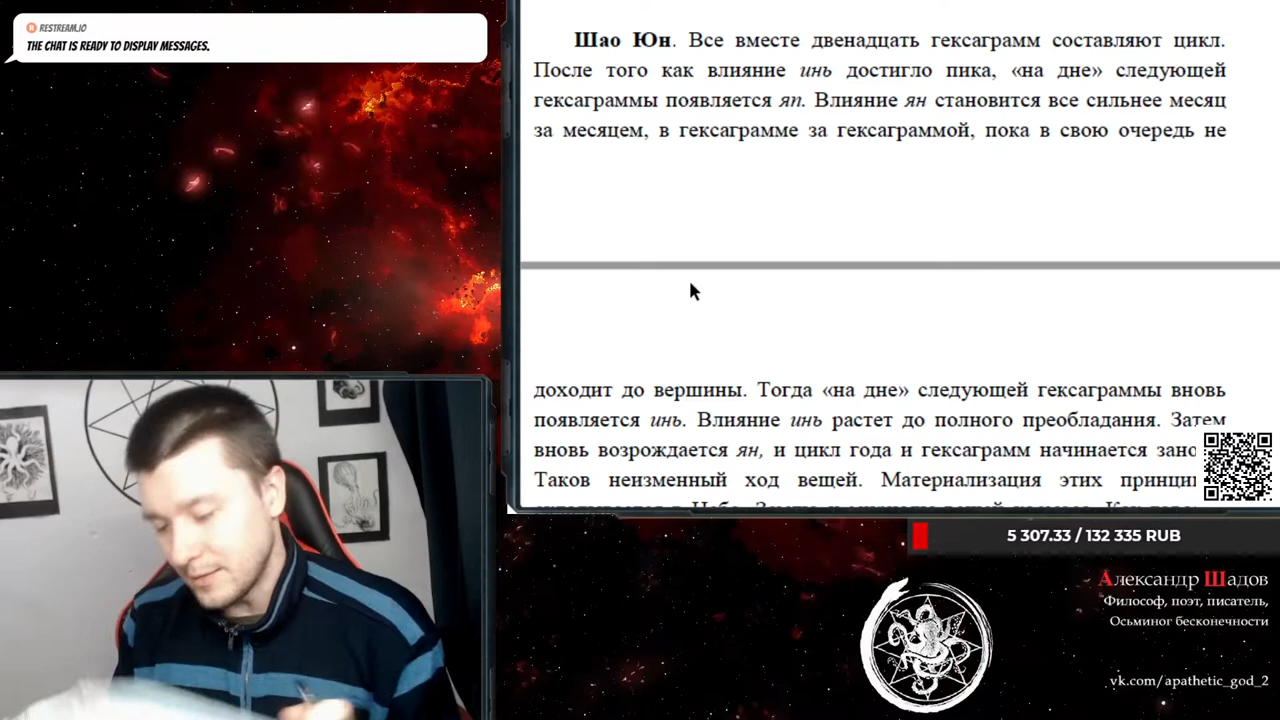 RESTREAM.IO
THE CHAT IS READY TO DISPLAY MESSAGES.
Шао Юн. Все вместе двенадцать гексаграмм составляют цикл.
После того как влияние инь достигло пика, «на дне» следующей
гексаграммы появляется яп. Влияние ян становится все сильнее месяц
за месяцем, в гексаграмме за гексаграммой, пока в свою очередь не
доходит до вершины. Тогда «на дне» следующей гексаграммы вновь
появляется инь. Влияние инь растет до полного преобладания. Затем
вновь возрождается ян, и цикл года и гексаграмм начинается
Таков неизменный ход вещей. Материализация этих
5 307.33 / 132 335 RUB
Александр Шадов
Философ, поэт, писатель,
Осьминог бесконечности
vk.com/apathetic_god_2